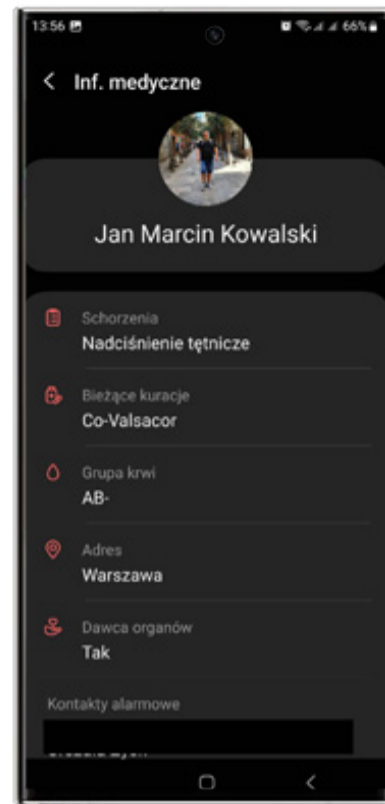 13:56
66%
Inf. medyczne
Jan Marcin Kowalski
Schorzenia
Nadciśnienie tętnicze
Bieżące kuracje
Co-Valsacor
Grupa krwi
AB-
Adres
Warszawa
Dawca organów
Tak
Kontakty alarmowe